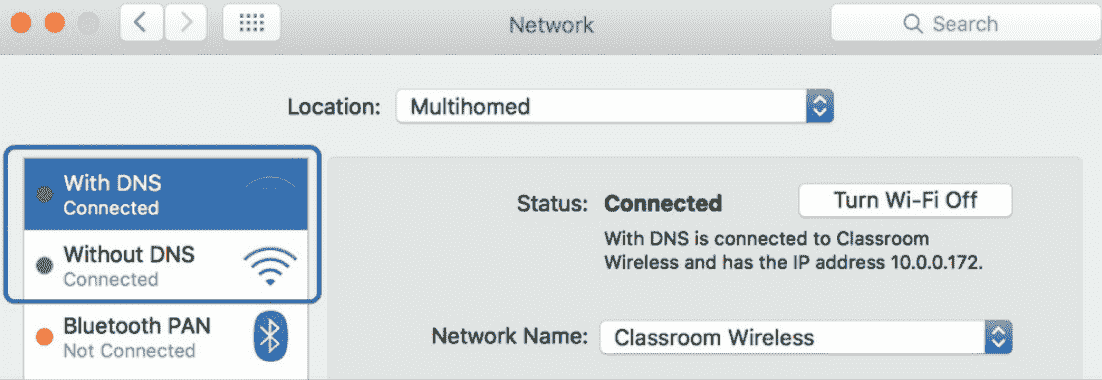 Network
Search
Location: Multihomed
With DNS
Connected
Without DNS
Connected
Bluetooth PAN
Not Connected
Status: Connected
Turn Wi-Fi Off
With DNS is connected to Classroom
Wireless and has the IP address 10.0.0.172.
Network Name: Classroom Wireless